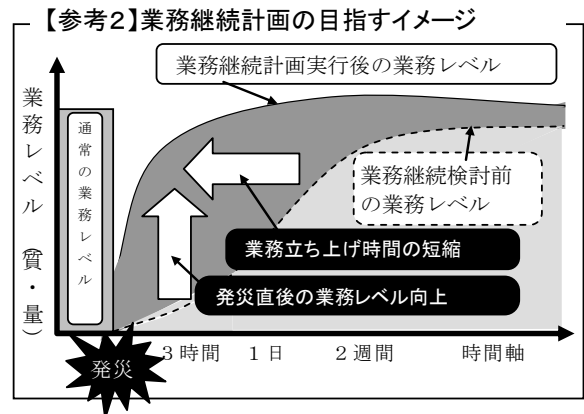 【参考2】業務継続計画の目指すイメージ
業務継続計画実行後の業務レベル
業務レベル（質・量）
通常の業務レベル
業務継続検討前
の業務レベル
業務立ち上げ時間の短縮
発災直後の業務レベル向上
発災
3時間
1日
2週間
時間軸